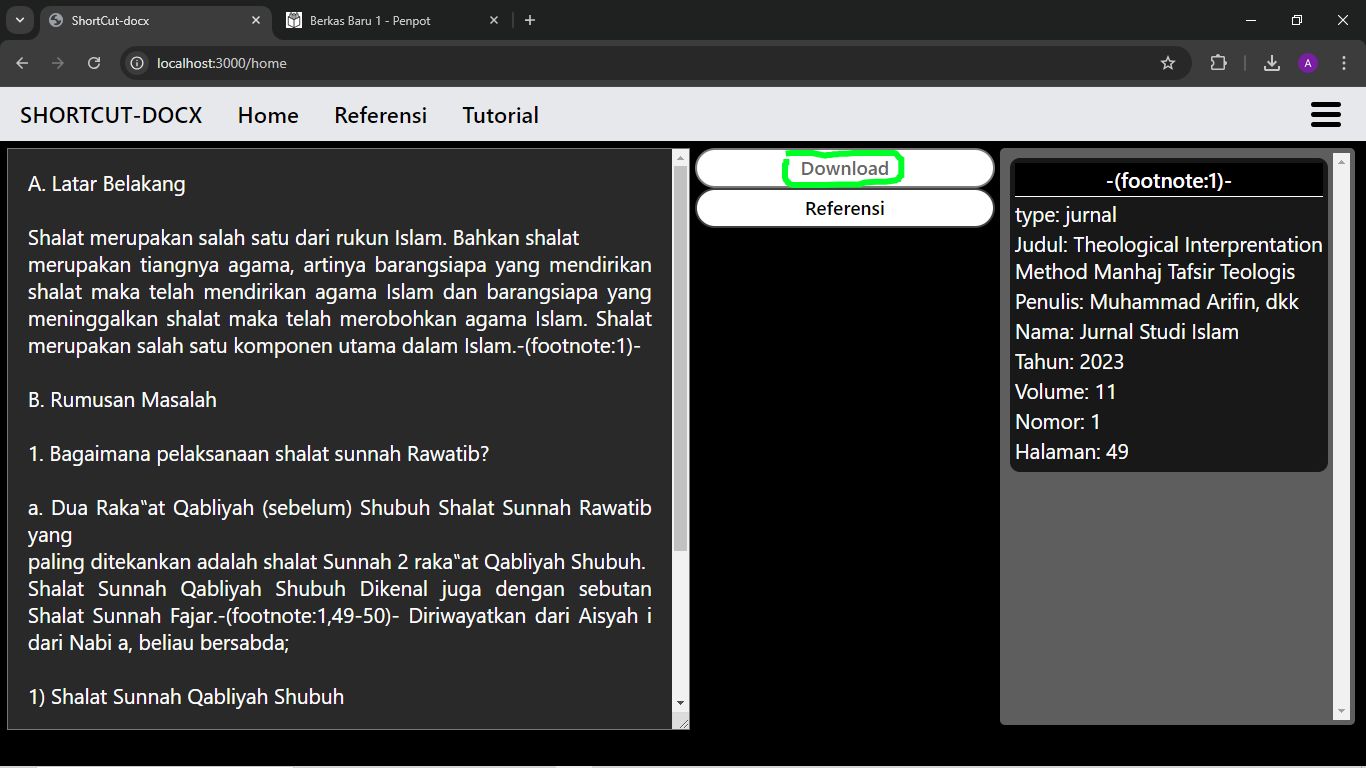 ShortCut-docx
Berkas Baru 1 - Penpot
localhost:3000/home
A
SHORTCUT-DOCX Home Referensi Tutorial
A. Latar Belakang
Shalat merupakan salah satu dari rukun Islam. Bahkan shalat
merupakan tiangnya agama, artinya barangsiapa yang mendirikan
shalat maka telah mendirikan agama Islam dan barangsiapa yang
meninggalkan shalat maka telah merobohkan agama Islam. Shalat
merupakan salah satu komponen utama dalam Islam.-(footnote:1)-
B. Rumusan Masalah
1. Bagaimana pelaksanaan shalat sunnah Rawatib?
a. Dua Raka‟at Qabliyah (sebelum) Shubuh Shalat Sunnah Rawatib
yang
paling ditekankan adalah shalat Sunnah 2 raka‟at Qabliyah Shubuh.
Shalat Sunnah Qabliyah Shubuh Dikenal juga dengan sebutan
Shalat Sunnah Fajar.-(footnote:1,49-50)- Diriwayatkan dari Aisyah i
dari Nabi a, beliau bersabda;
1) Shalat Sunnah Qabliyah Shubuh
Download
Referensi
-(footnote:1)-
type: jurnal
Judul: Theological Interprentation
Method Manhaj Tafsir Teologis
Penulis: Muhammad Arifin, dkk
Nama: Jurnal Studi Islam
Tahun: 2023
Volume: 11
Nomor: 1
Halaman: 49